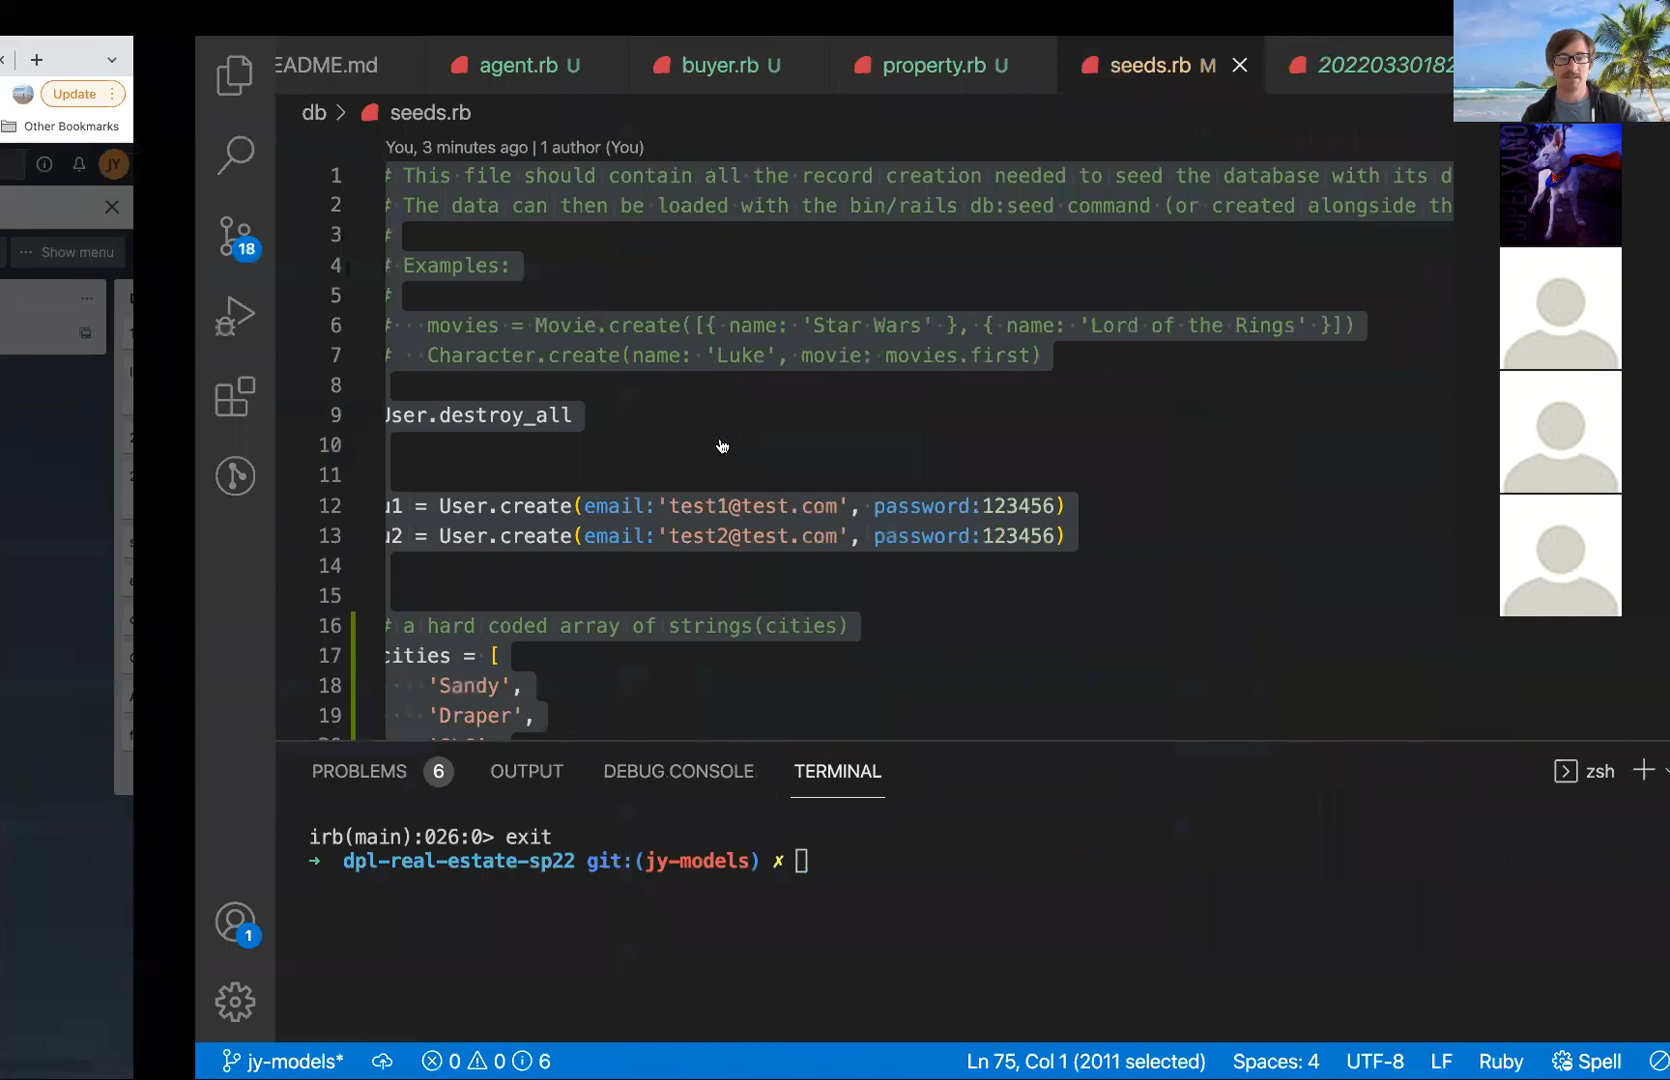 Update
Other Bookmarks
JY
Show menu
EADME.md
agent.rb U
buyer.rb U
property.rb U
seeds.rb M
2022033018
db > seeds.rb
You, 3 minutes ago | 1 author (You)
1 # This file should contain all the record creation needed to seed the database with its d
2 # The data can then be loaded with the bin/rails db:seed command (or created alongside th
3 #
4 # Examples:
5 #
6 # movies = Movie.create([{ name: 'Star Wars' }, { name: 'Lord of the Rings' }])
7 # Character.create(name: 'Luke', movie: movies.first)
8
9 User.destroy_all
10
11
12 u1 = User.create(email:'test1@test.com', password:123456)
13 u2 = User.create(email:'test2@test.com', password:123456)
14
15
16 # a hard coded array of strings(cities)
17 cities = [
18 'Sandy',
19 'Draper',
18
PROBLEMS 6 OUTPUT DEBUG CONSOLE TERMINAL
zsh
irb(main):026:0> exit
→ dpl-real-estate-sp22 git:(jy-models) ✗
1
jy-models* 0 0 6
Ln 75, Col 1 (2011 selected) Spaces: 4 UTF-8 LF Ruby Spell